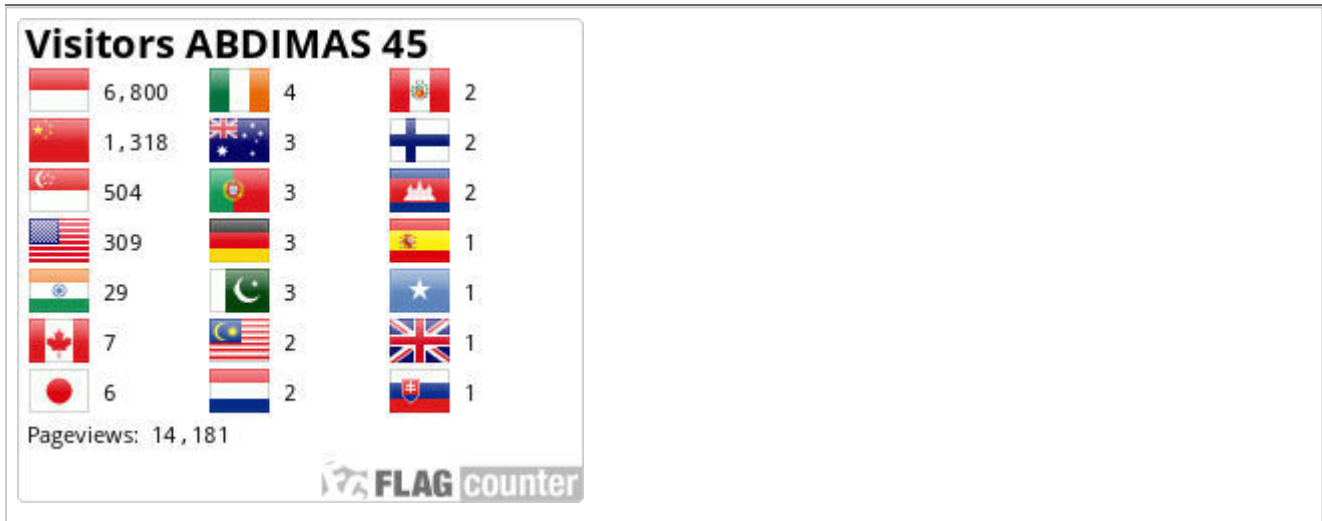 Visitors ABDIMAS 45
6,800 4 2
1,318 3 2
504 3 2
309 3 1
29 3 1
7 2 1
6 2 1
Pageviews: 14,181
FLAG counter